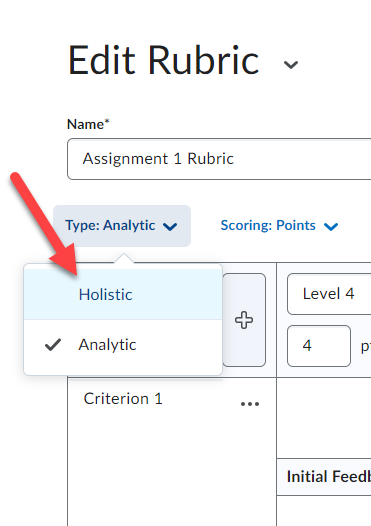 Edit Rubric
Name*
Assignment 1 Rubric
Type: Analytic
Scoring: Points
Holistic
Analytic
Level 4
4
Criterion 1
Initial Feedb